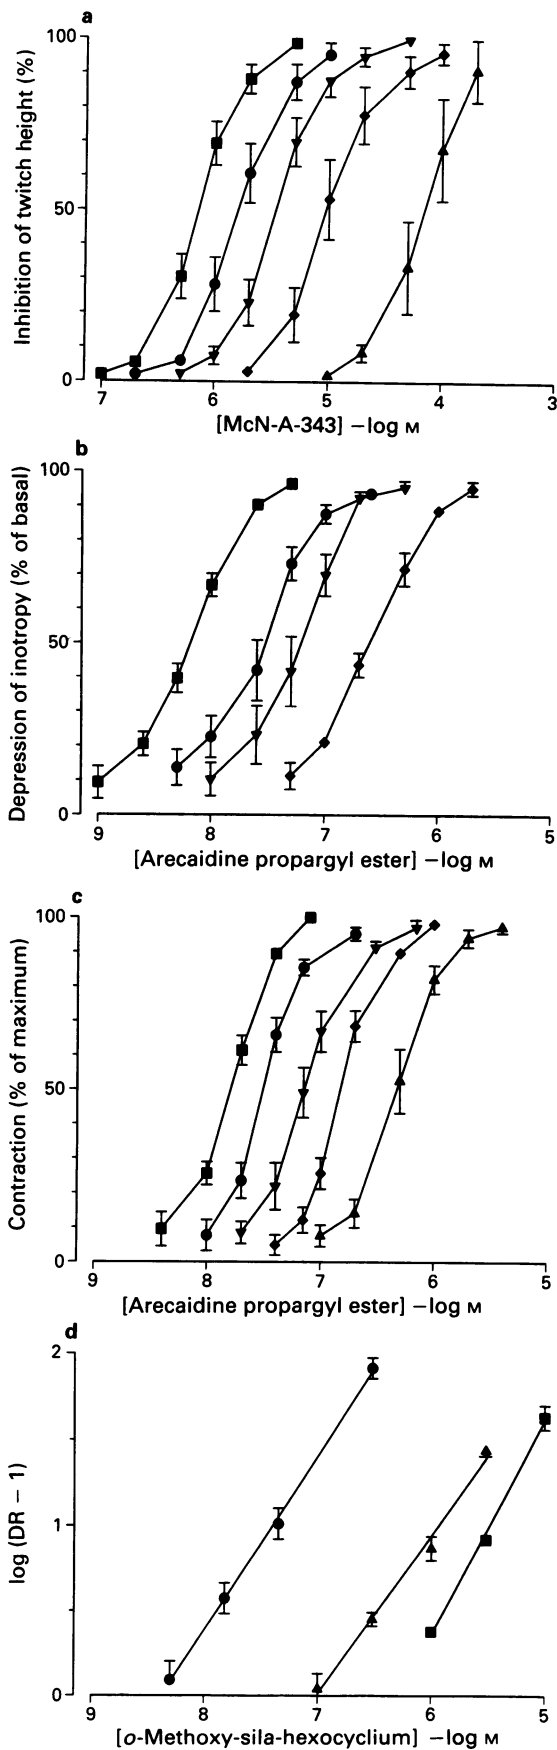 a
100
50
0
Inhibition of twitch height (%)
7 6 5 4 3
[McN-A-343] −log M
b
100
50
0
Depression of inotropy (% of basal)
9 8 7 6 5
[Arecaidine propargyl ester] −log M
c
100
50
0
Contraction (% of maximum)
9 8 7 6 5
[Arecaidine propargyl ester] −log M
d
2
1
0
log (DR − 1)
9 8 7 6 5
[o-Methoxy-sila-hexocyclium] −log M